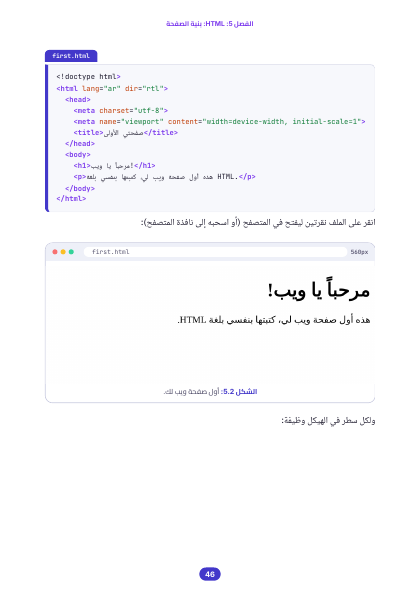 الفصل 5: HTML: بنية الصفحة
first.html
<!doctype html>
<html lang="ar" dir="rtl">
<head>
<meta charset="utf-8">
<meta name="viewport" content="width=device-width, initial-scale=1">
<title>صفحتي الأولى</title>
</head>
<body>
<h1>مرحباً يا ويب!</h1>
<p>هذه أول صفحة ويب لي، كتبتها بنفسي بلغة HTML.</p>
</body>
</html>
انقر على الملف نقرتين ليفتح في المتصفح (أو اسحبه إلى نافذة المتصفح):
first.html
560px
مرحباً يا ويب!
هذه أول صفحة ويب لي، كتبتها بنفسي بلغة HTML.
الشكل 5.2: أول صفحة ويب لك.
ولكل سطر في الهيكل وظيفة:
46